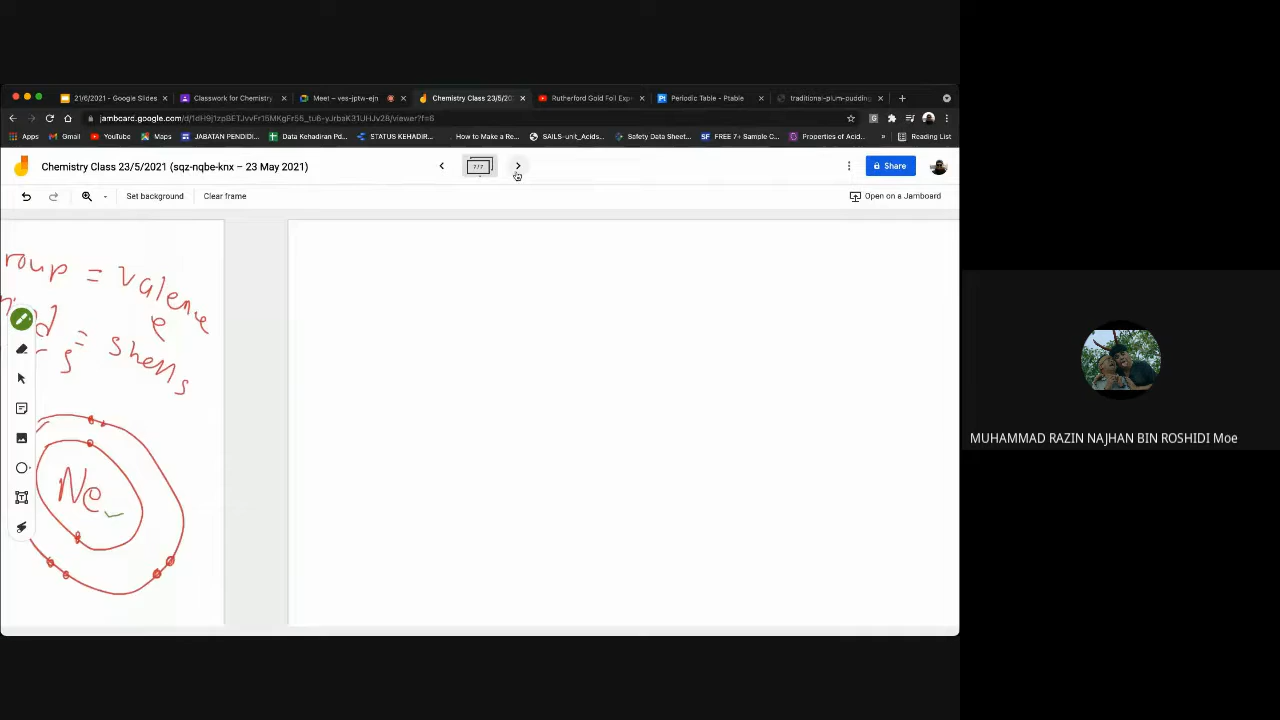 21/6/2021 - Google Slides
Classwork for Chemistry
Meet – ves-jptw-ejn
Chemistry Class 23/5/202
Rutherford Gold Foil Exp
Periodic Table - Ptable
traditional-plum-pudding
jamboard.google.com/d/1dH9j1zpBETJvvFr15MKgFr55_tu6-yJrbaK31UHJv28/viewer?f=6
Apps Gmail YouTube Maps JABATAN PENDIDI... Data Kehadiran Pd... STATUS KEHADIR... How to Make a Re... SAILS-unit_Acids... Safety Data Sheet... FREE 7+ Sample C... Properties of Acid... » Reading List
Chemistry Class 23/5/2021 (sqz-nqbe-knx – 23 May 2021)
7/7
Share
Set background
Clear frame
Open on a Jamboard
roup = Valence
e
= shells
Ne
MUHAMMAD RAZIN NAJHAN BIN ROSHIDI Moe